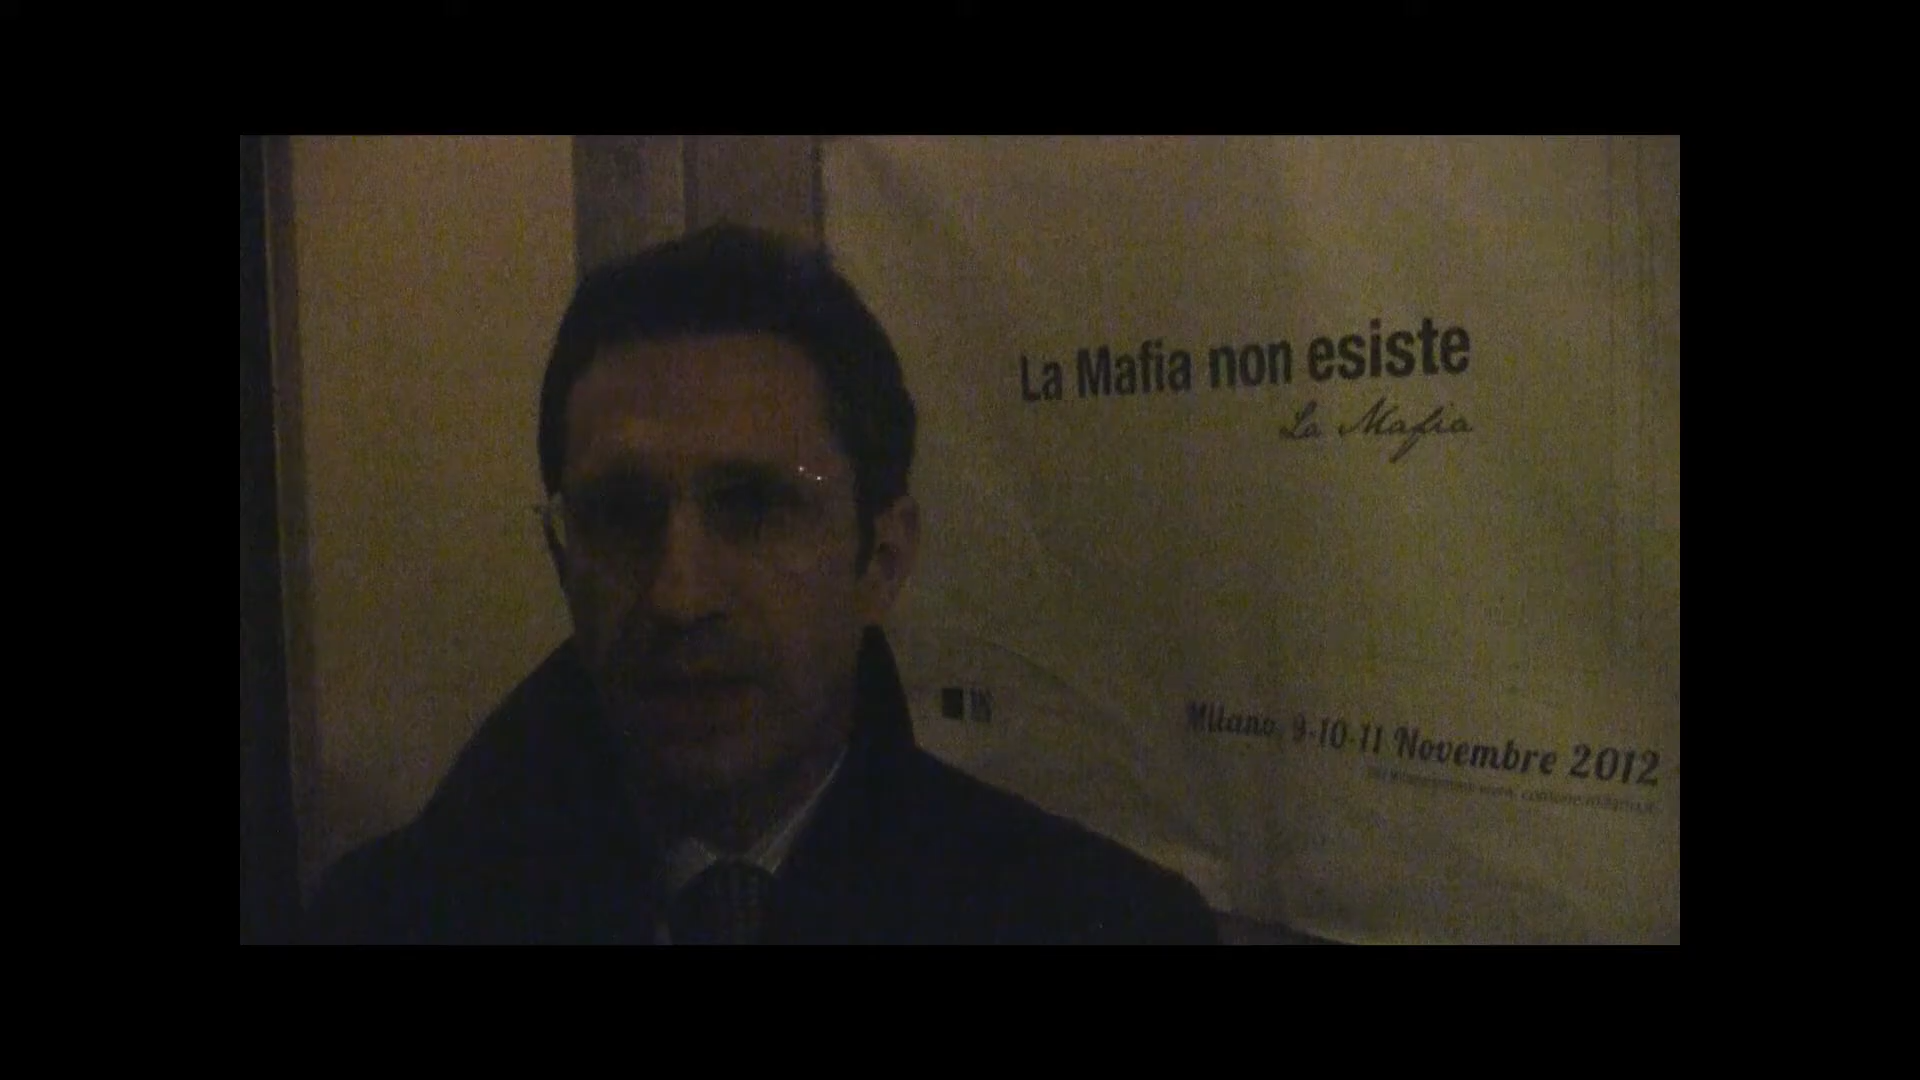 La Mafia non esiste
La Mafia
Milano, 9-10-11 Novembre 2012